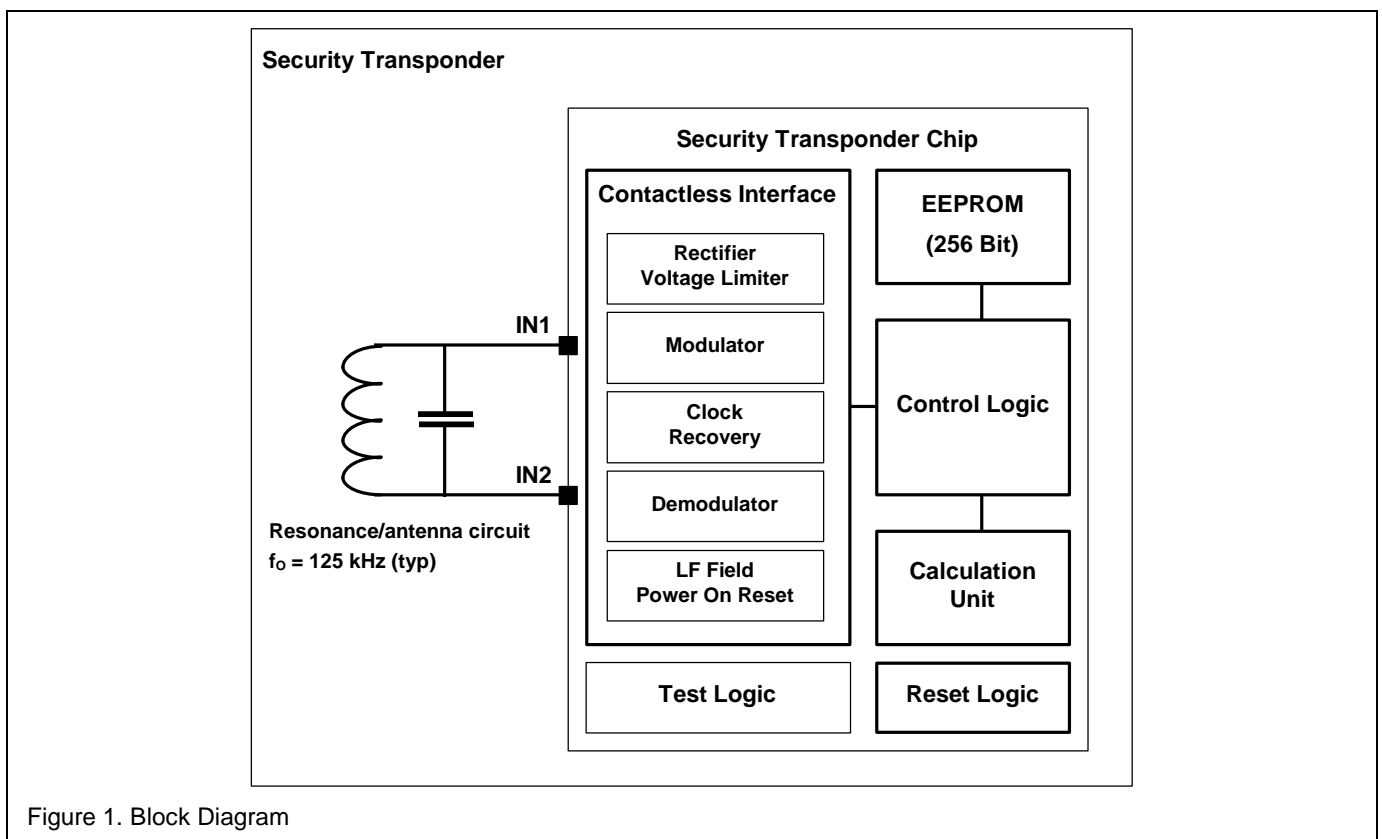 Security Transponder
Security Transponder Chip
Contactless Interface
Rectifier
Voltage Limiter
Modulator
Clock
Recovery
Demodulator
LF Field
Power On Reset
EEPROM
(256 Bit)
Control Logic
Calculation
Unit
Test Logic
Reset Logic
IN1
IN2
Resonance/antenna circuit
fO = 125 kHz (typ)
Figure 1. Block Diagram